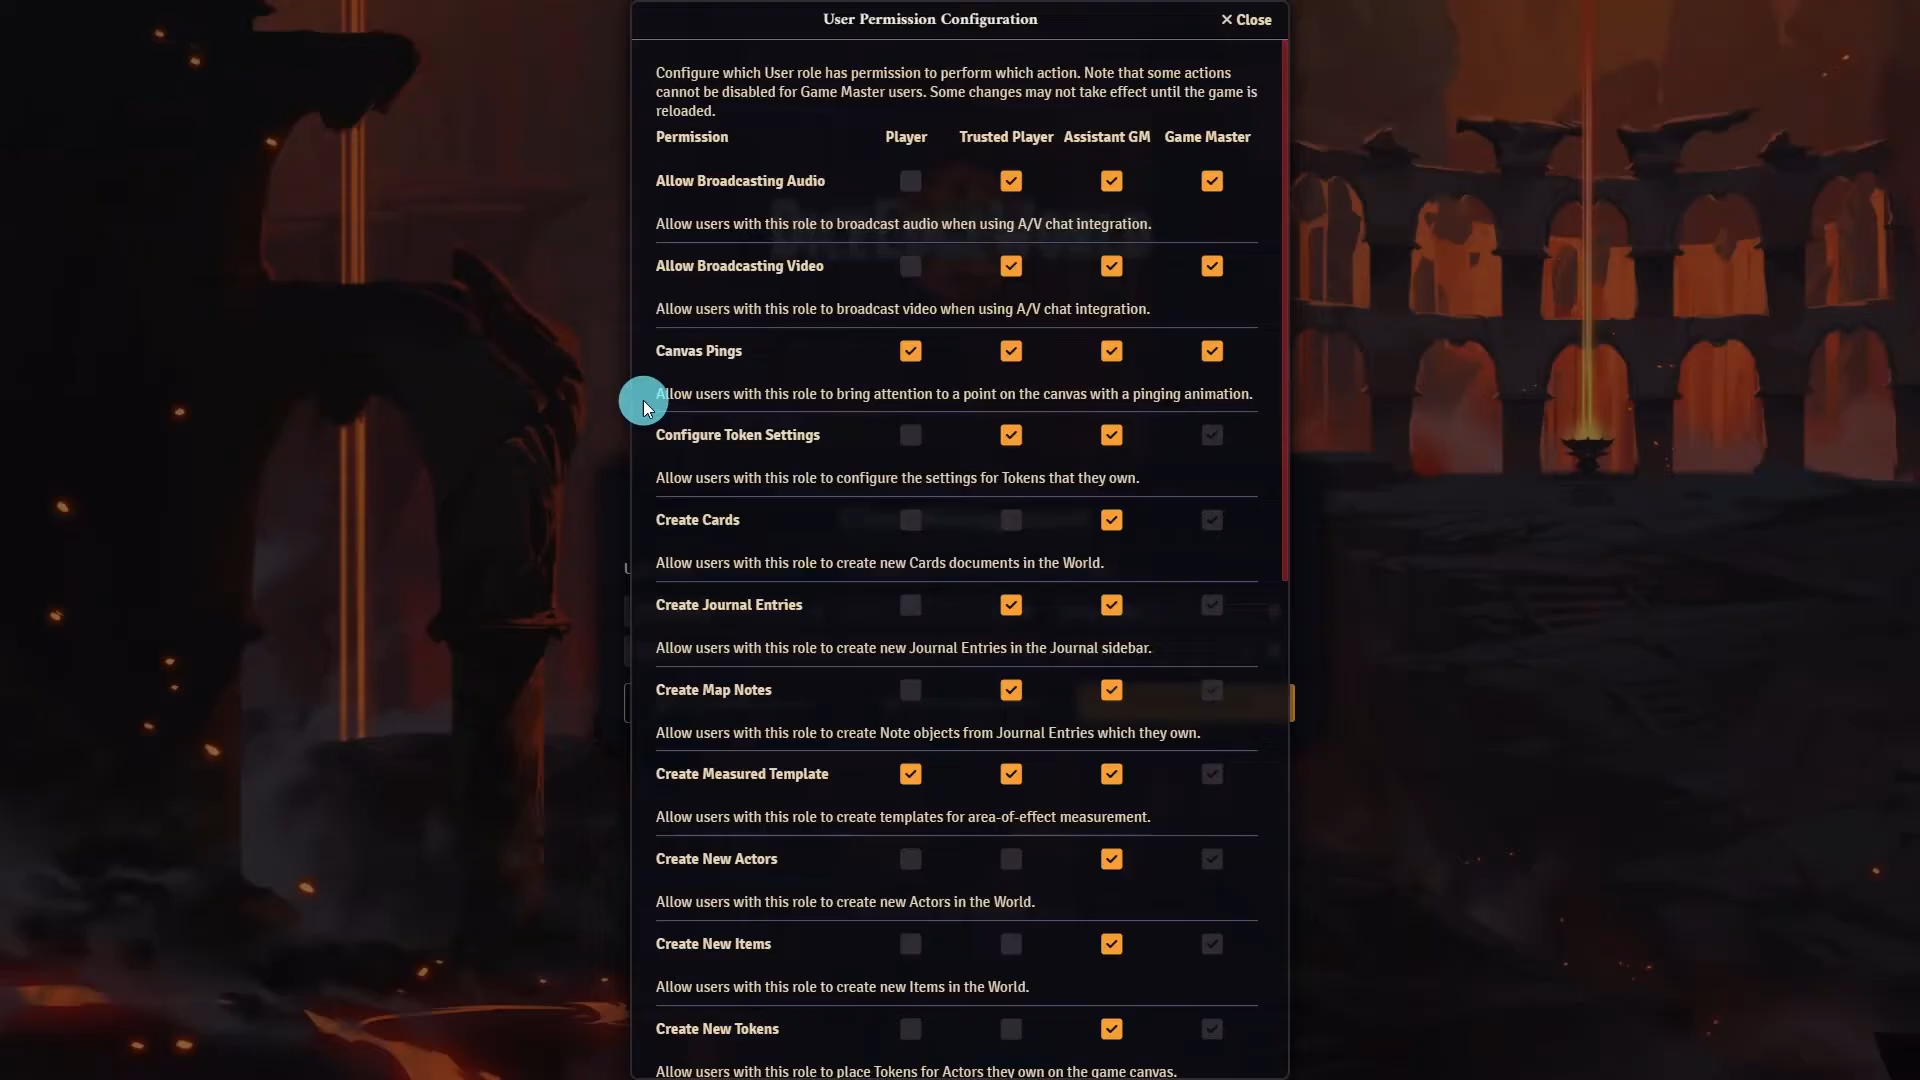 User Permission Configuration
Close
Configure which User role has permission to perform which action. Note that some actions
cannot be disabled for Game Master users. Some changes may not take effect until the game is
reloaded.
Permission Player Trusted Player Assistant GM Game Master
Allow Broadcasting Audio
Allow users with this role to broadcast audio when using A/V chat integration.
Allow Broadcasting Video
Allow users with this role to broadcast video when using A/V chat integration.
Canvas Pings
Allow users with this role to bring attention to a point on the canvas with a pinging animation.
Configure Token Settings
Allow users with this role to configure the settings for Tokens that they own.
Create Cards
Allow users with this role to create new Cards documents in the World.
Create Journal Entries
Allow users with this role to create new Journal Entries in the Journal sidebar.
Create Map Notes
Allow users with this role to create Note objects from Journal Entries which they own.
Create Measured Template
Allow users with this role to create templates for area-of-effect measurement.
Create New Actors
Allow users with this role to create new Actors in the World.
Create New Items
Allow users with this role to create new Items in the World.
Create New Tokens
Allow users with this role to place Tokens for Actors they own on the game canvas.